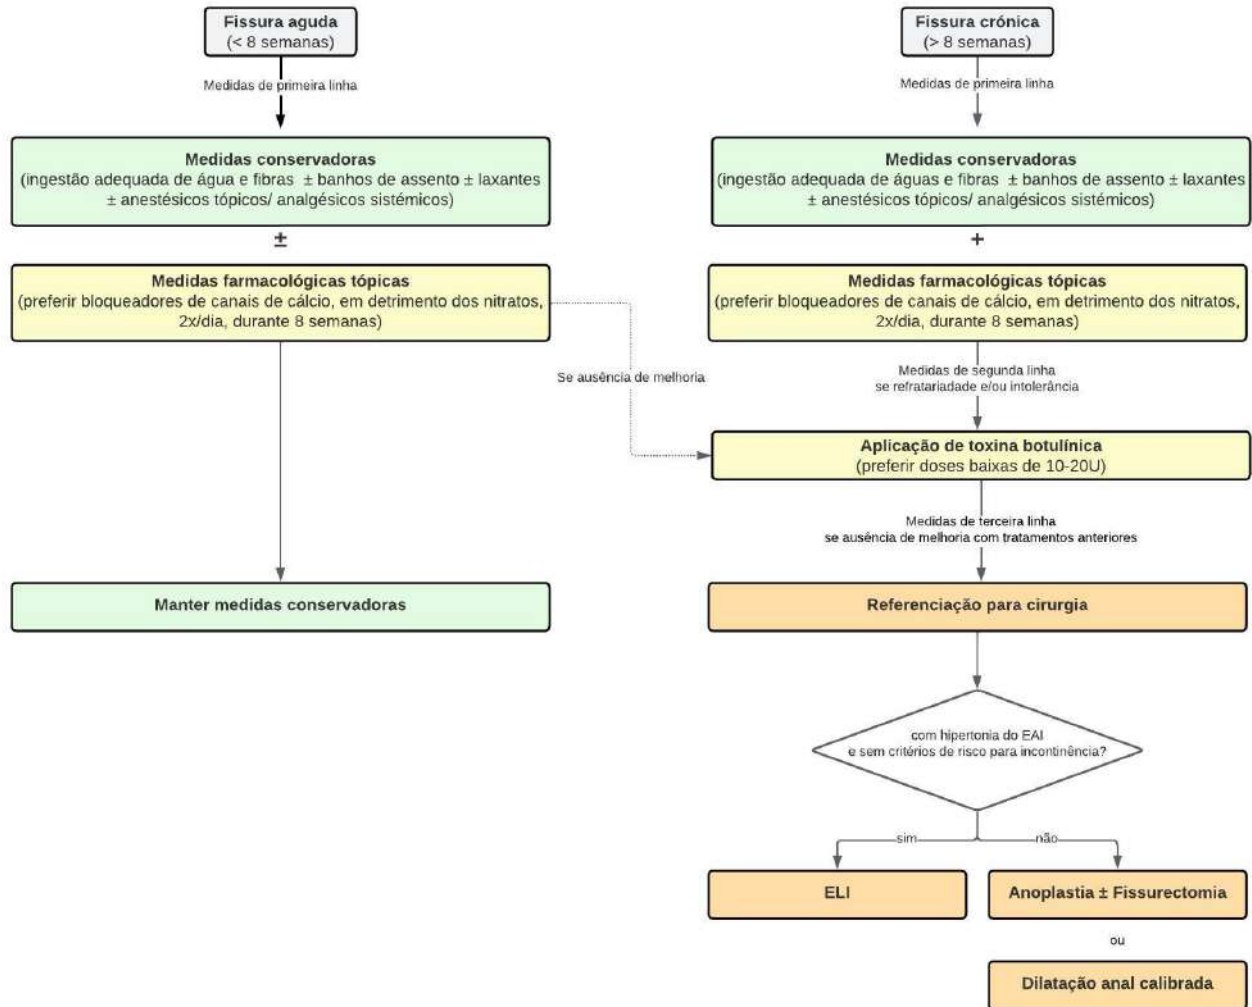 Fissura aguda
(< 8 semanas)
Medidas de primeira linha
Medidas conservadoras
(ingestão adequada de água e fibras ± banhos de assento ± laxantes
± anestésicos tópicos/ analgésicos sistémicos)
±
Medidas farmacológicas tópicas
(preferir bloqueadores de canais de cálcio, em detrimento dos nitratos,
2x/dia, durante 8 semanas)
Se ausência de melhoria
Manter medidas conservadoras
Fissura crónica
(> 8 semanas)
Medidas de primeira linha
Medidas conservadoras
(ingestão adequada de águas e fibras ± banhos de assento ± laxantes
± anestésicos tópicos/ analgésicos sistémicos)
+
Medidas farmacológicas tópicas
(preferir bloqueadores de canais de cálcio, em detrimento dos nitratos,
2x/dia, durante 8 semanas)
Medidas de segunda linha
se refratariadade e/ou intolerância
Aplicação de toxina botulínica
(preferir doses baixas de 10-20U)
Medidas de terceira linha
se ausência de melhoria com tratamentos anteriores
Referenciação para cirurgia
com hipertonia do EAI
e sem critérios de risco para incontinência?
sim
não
ELI
Anoplastia ± Fissurectomia
ou
Dilatação anal calibrada